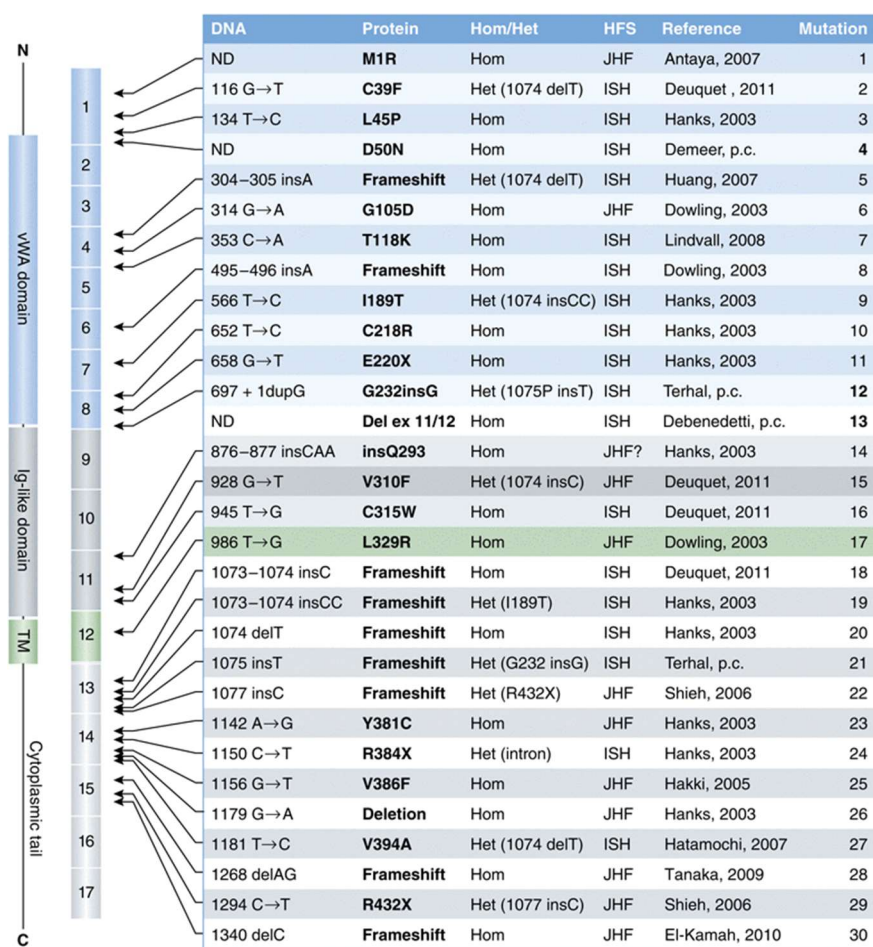 DNA Protein Hom/Het HFS Reference Mutation
ND M1R Hom JHF Antaya, 2007 1
116 G→T C39F Het (1074 delT) ISH Deuquet , 2011 2
134 T→C L45P Hom ISH Hanks, 2003 3
ND D50N Hom ISH Demeer, p.c. 4
304–305 insA Frameshift Het (1074 delT) ISH Huang, 2007 5
314 G→A G105D Hom JHF Dowling, 2003 6
353 C→A T118K Hom ISH Lindvall, 2008 7
495–496 insA Frameshift Hom ISH Dowling, 2003 8
566 T→C I189T Het (1074 insCC) ISH Hanks, 2003 9
652 T→C C218R Hom ISH Hanks, 2003 10
658 G→T E220X Hom ISH Hanks, 2003 11
697 + 1dupG G232insG Het (1075P insT) ISH Terhal, p.c. 12
ND Del ex 11/12 Hom ISH Debenedetti, p.c. 13
876–877 insCAA insQ293 Hom JHF? Hanks, 2003 14
928 G→T V310F Het (1074 insC) JHF Deuquet, 2011 15
945 T→G C315W Hom ISH Deuquet, 2011 16
986 T→G L329R Hom JHF Dowling, 2003 17
1073–1074 insC Frameshift Hom ISH Deuquet, 2011 18
1073–1074 insCC Frameshift Het (I189T) ISH Hanks, 2003 19
1074 delT Frameshift Hom ISH Hanks, 2003 20
1075 insT Frameshift Het (G232 insG) ISH Terhal, p.c. 21
1077 insC Frameshift Het (R432X) JHF Shieh, 2006 22
1142 A→G Y381C Hom JHF Hanks, 2003 23
1150 C→T R384X Het (intron) ISH Hanks, 2003 24
1156 G→T V386F Hom JHF Hakki, 2005 25
1179 G→A Deletion Hom JHF Hanks, 2003 26
1181 T→C V394A Het (1074 delT) ISH Hatamochi, 2007 27
1268 delAG Frameshift Hom JHF Tanaka, 2009 28
1294 C→T R432X Het (1077 insC) JHF Shieh, 2006 29
1340 delC Frameshift Hom JHF El-Kamah, 2010 30
N
vWA domain
Ig-like domain
TM
Cytoplasmic tail
C
1
2
3
4
5
6
7
8
9
10
11
12
13
14
15
16
17